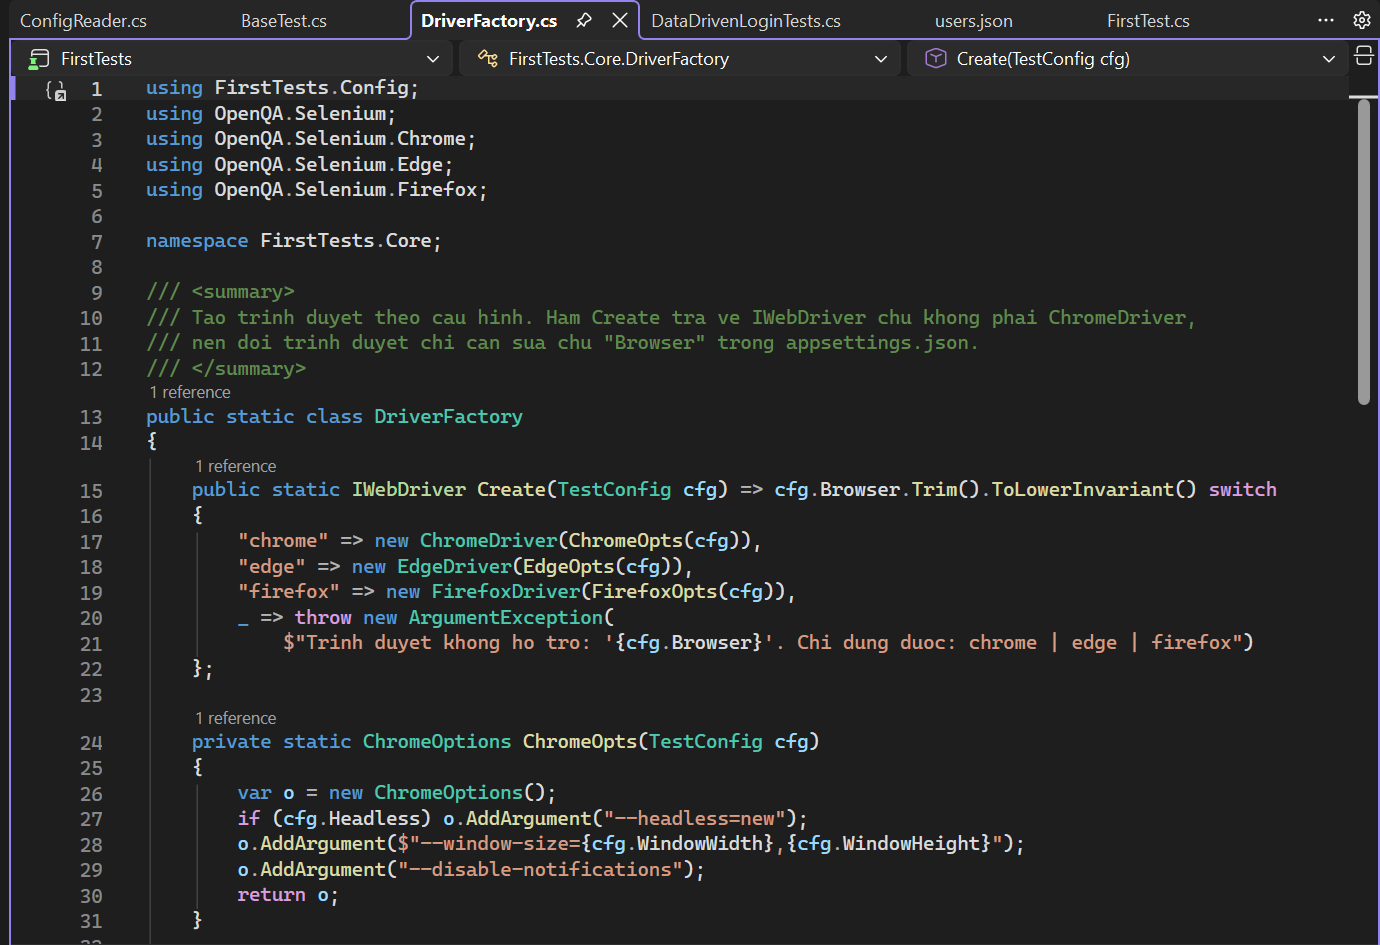 ConfigReader.cs BaseTest.cs DriverFactory.cs DataDrivenLoginTests.cs users.json FirstTest.cs
FirstTests FirstTests.Core.DriverFactory Create(TestConfig cfg)
1 using FirstTests.Config;
2 using OpenQA.Selenium;
3 using OpenQA.Selenium.Chrome;
4 using OpenQA.Selenium.Edge;
5 using OpenQA.Selenium.Firefox;
6
7 namespace FirstTests.Core;
8
9 /// <summary>
10 /// Tao trinh duyet theo cau hinh. Ham Create tra ve IWebDriver chu khong phai ChromeDriver,
11 /// nen doi trinh duyet chi can sua chu "Browser" trong appsettings.json.
12 /// </summary>
1 reference
13 public static class DriverFactory
14 {
1 reference
15 public static IWebDriver Create(TestConfig cfg) => cfg.Browser.Trim().ToLowerInvariant() switch
16 {
17 "chrome" => new ChromeDriver(ChromeOpts(cfg)),
18 "edge" => new EdgeDriver(EdgeOpts(cfg)),
19 "firefox" => new FirefoxDriver(FirefoxOpts(cfg)),
20 _ => throw new ArgumentException(
21 $"Trinh duyet khong ho tro: '{cfg.Browser}'. Chi dung duoc: chrome | edge | firefox")
22 };
23
1 reference
24 private static ChromeOptions ChromeOpts(TestConfig cfg)
25 {
26 var o = new ChromeOptions();
27 if (cfg.Headless) o.AddArgument("--headless=new");
28 o.AddArgument($"--window-size={cfg.WindowWidth},{cfg.WindowHeight}");
29 o.AddArgument("--disable-notifications");
30 return o;
31 }